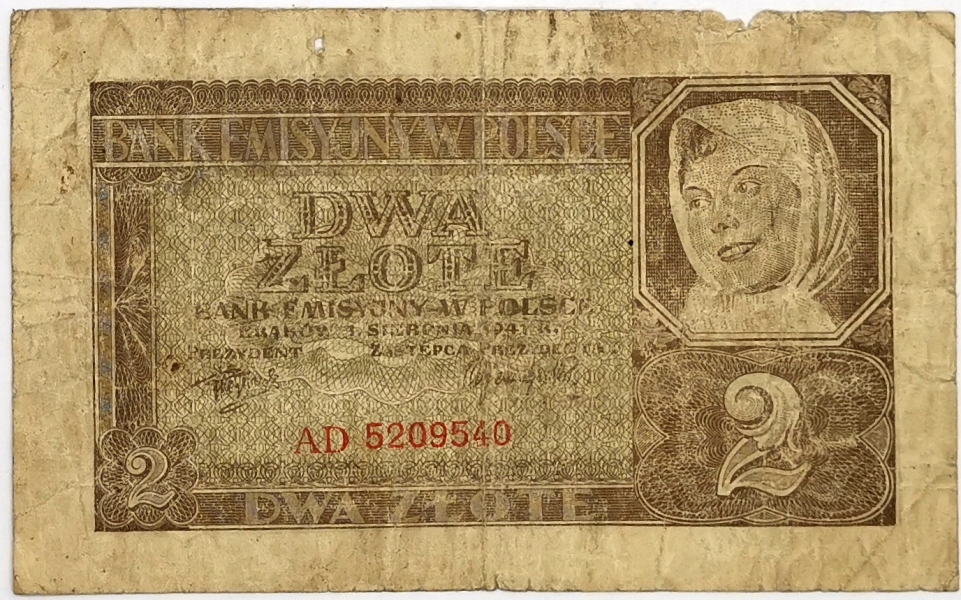 BANK EMISYJNY W POLSCE
DWA
ZŁOTE
BANK EMISYJNY W POLSCE
KRAKÓW 1. SIERPNIA 1941 R.
PREZYDENT ZASTĘPCA PREZYDENTA
AD 5209540
2 2
DWA ZŁOTE